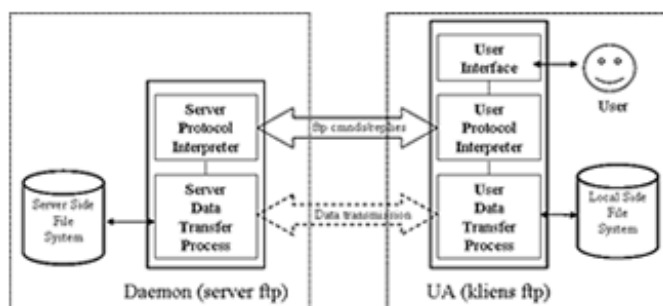 Server
Protocol
Interpreter
Server
Data
Transfer
Process
Server Side
File
System
Daemon (server ftp)
ftp cmnds/replies
Data transmission
User
Interface
User
Protocol
Interpreter
User
Data
Transfer
Process
User
Local Side
File
System
UA (kliens ftp)